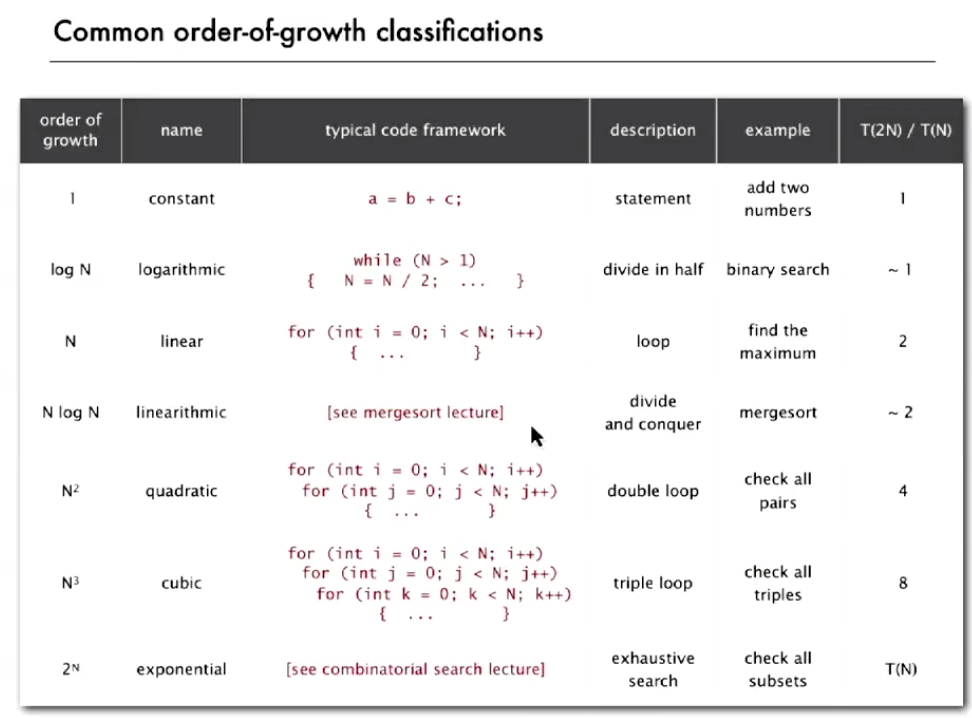 Common order-of-growth classifications
order of growth name typical code framework description example T(2N) / T(N)
1 constant a = b + c; statement add two numbers 1
log N logarithmic while (N > 1)
{ N = N / 2; ... } divide in half binary search ~ 1
N linear for (int i = 0; i < N; i++)
{ ... } loop find the maximum 2
N log N linearithmic [see mergesort lecture] divide and conquer mergesort ~ 2
N² quadratic for (int i = 0; i < N; i++)
for (int j = 0; j < N; j++)
{ ... } double loop check all pairs 4
N³ cubic for (int i = 0; i < N; i++)
for (int j = 0; j < N; j++)
for (int k = 0; k < N; k++)
{ ... } triple loop check all triples 8
2ᴺ exponential [see combinatorial search lecture] exhaustive search check all subsets T(N)